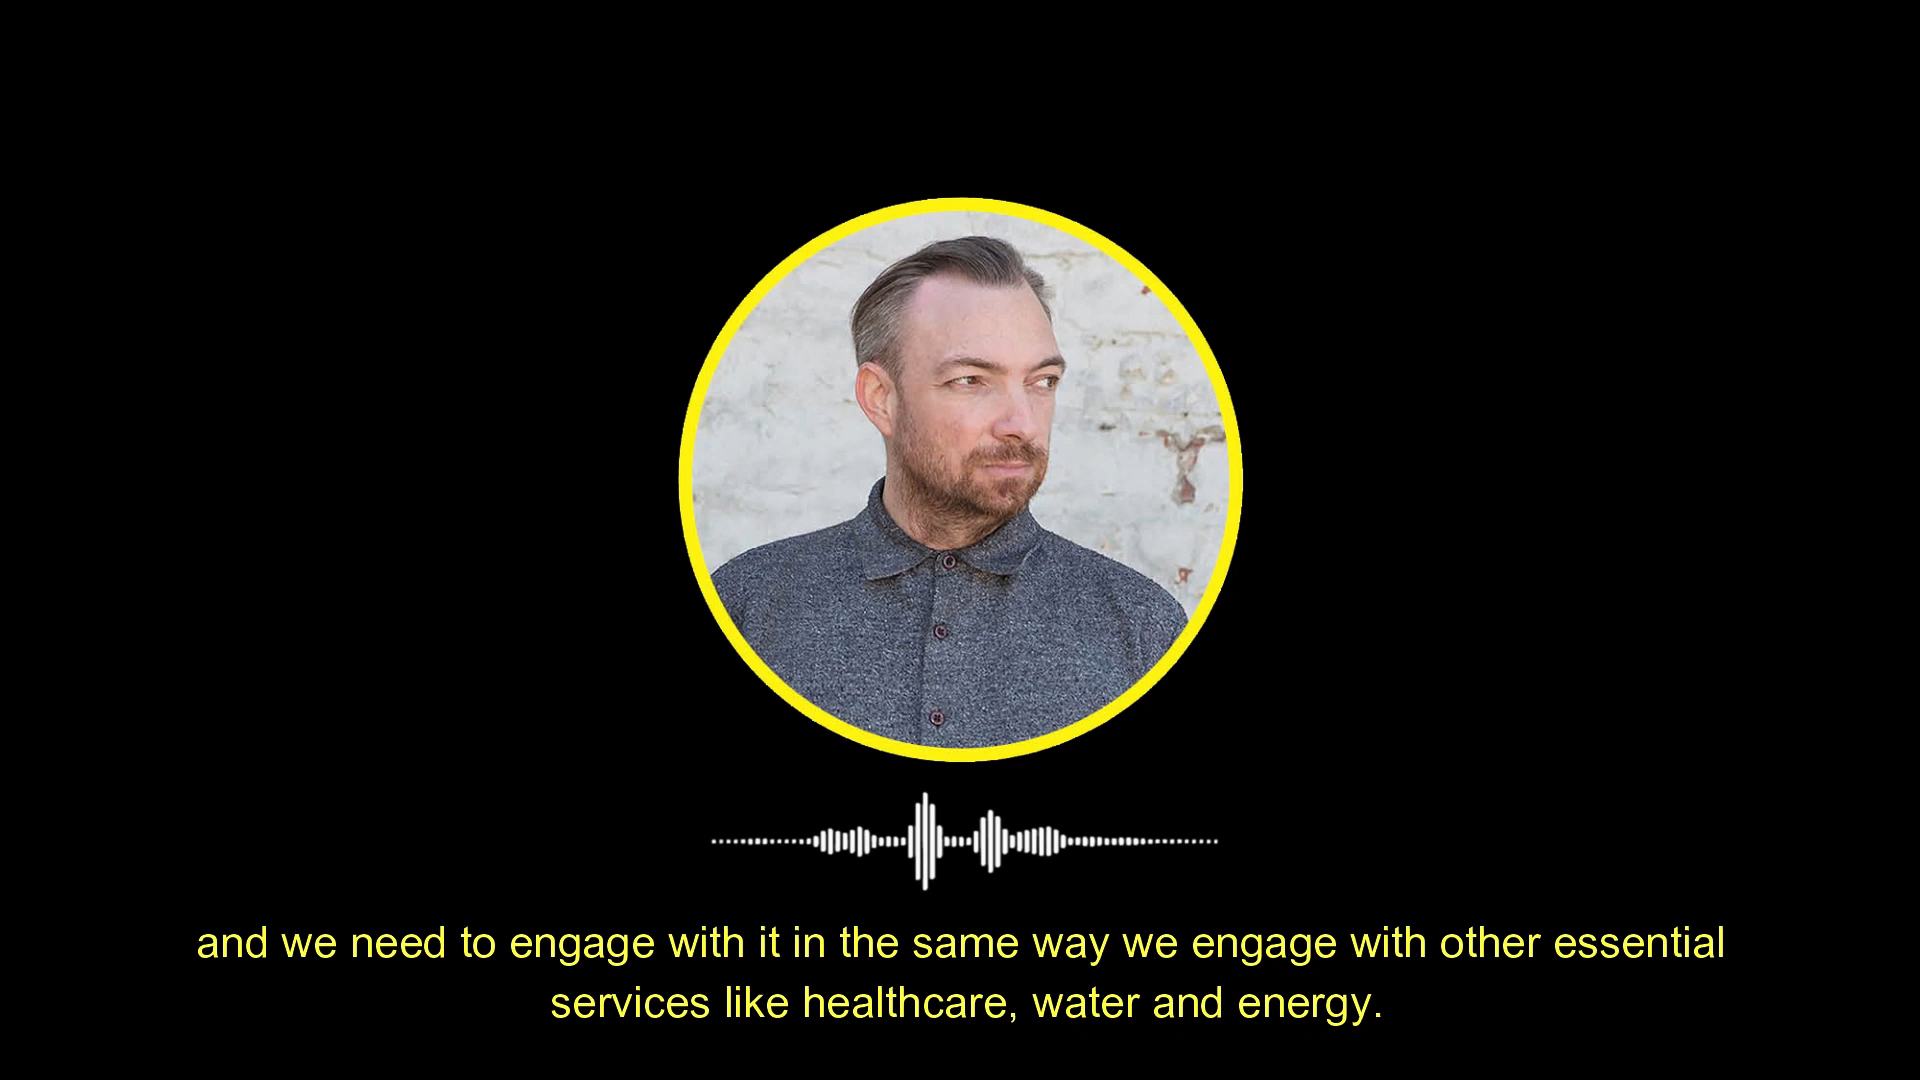 and we need to engage with it in the same way we engage with other essential
services like healthcare, water and energy.